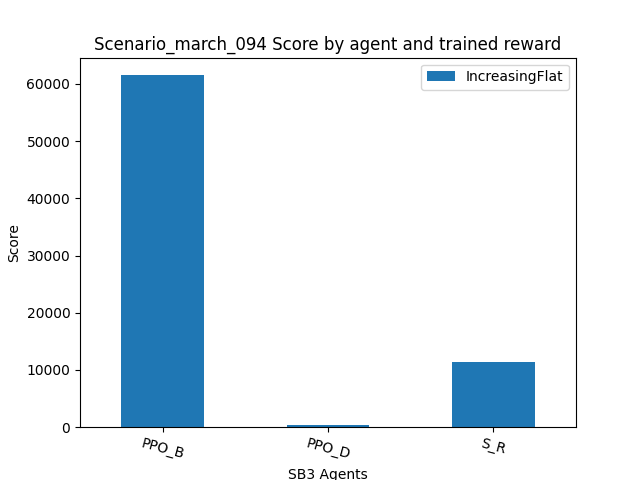 Scenario_march_094 Score by agent and trained reward
IncreasingFlat
60000
50000
40000
30000
20000
10000
0
Score
PPO_B
PPO_D
S_R
SB3 Agents